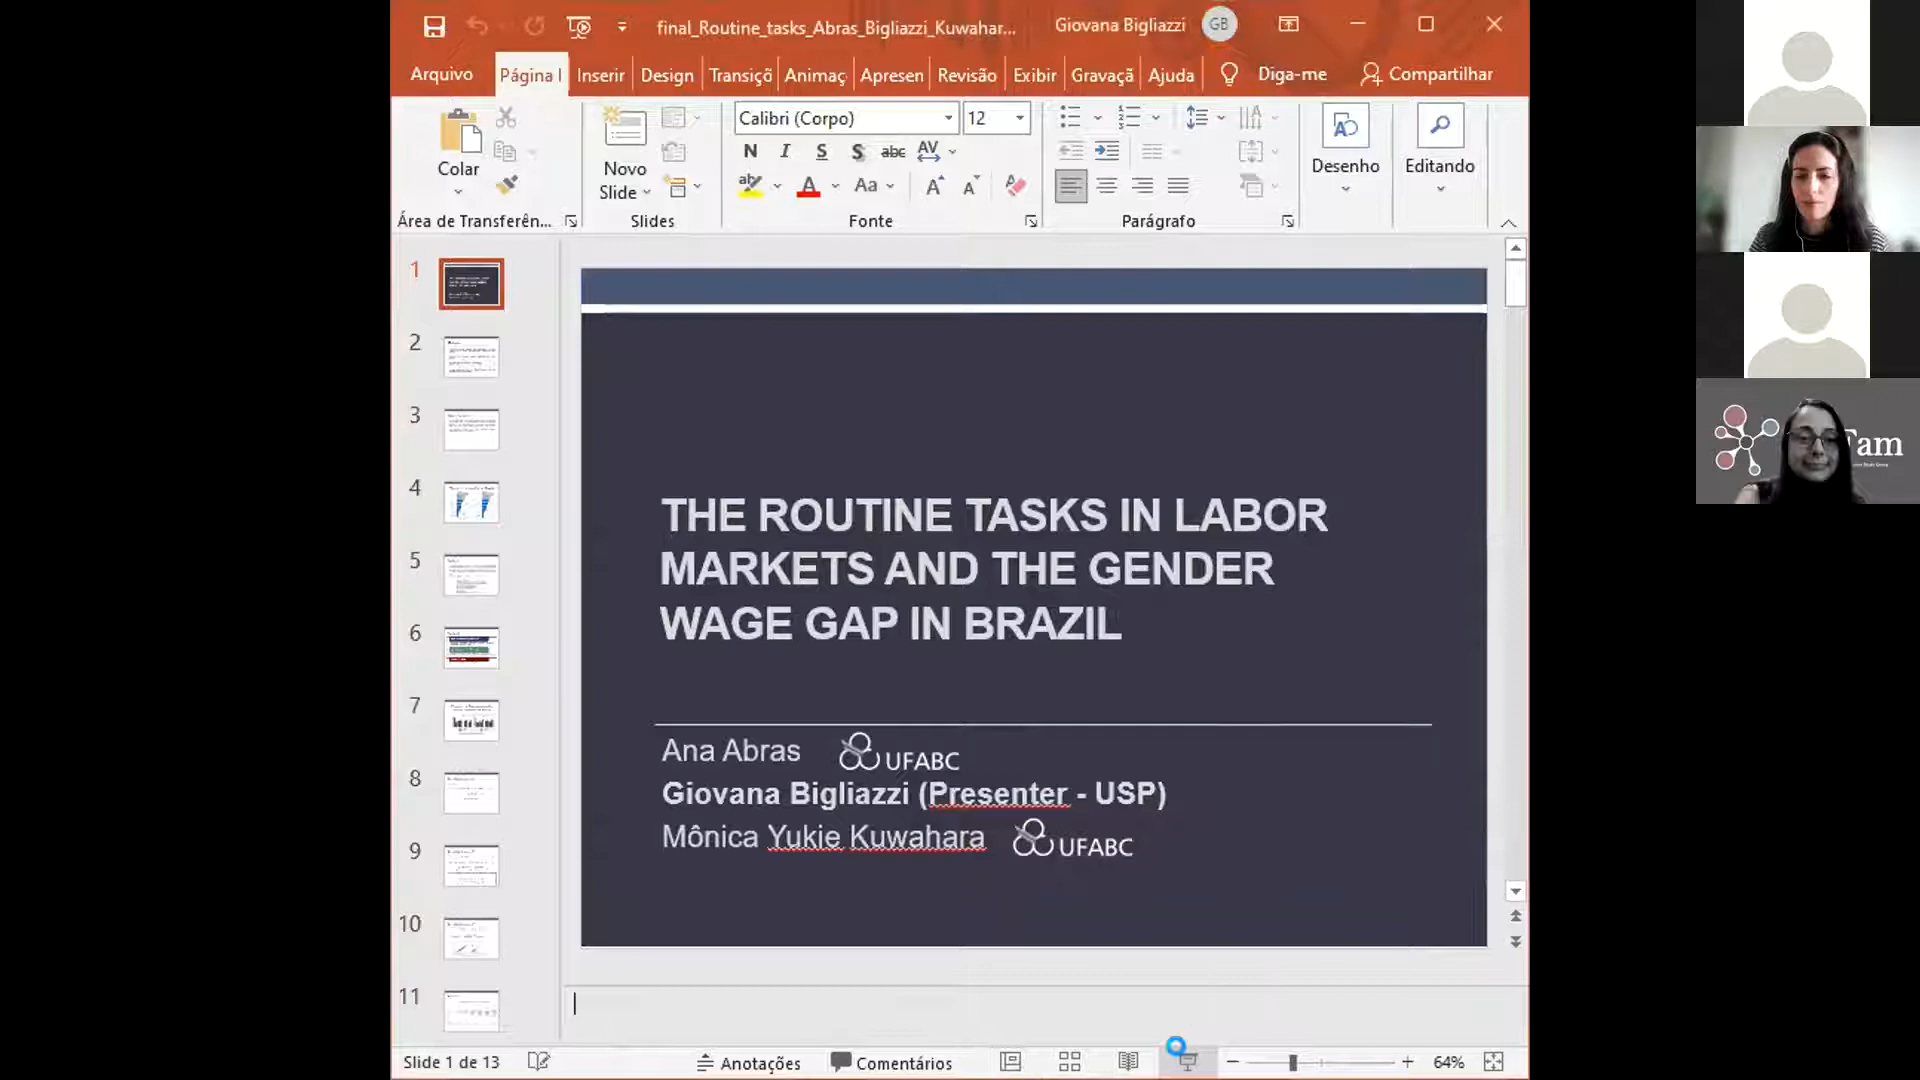 final_Routine_tasks_Abras_Bigliazzi_Kuwahar...
Giovana Bigliazzi
GB
Arquivo
Página I
Inserir
Design
Transiçõ
Animaç
Apresen
Revisão
Exibir
Gravaçã
Ajuda
Diga-me
Compartilhar
Colar
Novo
Slide
Calibri (Corpo)
12
N I S S abc AV
Aa
Desenho
Editando
Área de Transferên...
Slides
Fonte
Parágrafo
1
2
3
4
5
6
7
8
9
10
11
THE ROUTINE TASKS IN LABOR
MARKETS AND THE GENDER
WAGE GAP IN BRAZIL
Ana Abras UFABC
Giovana Bigliazzi (Presenter - USP)
Mônica Yukie Kuwahara UFABC
Slide 1 de 13
Anotações
Comentários
64%